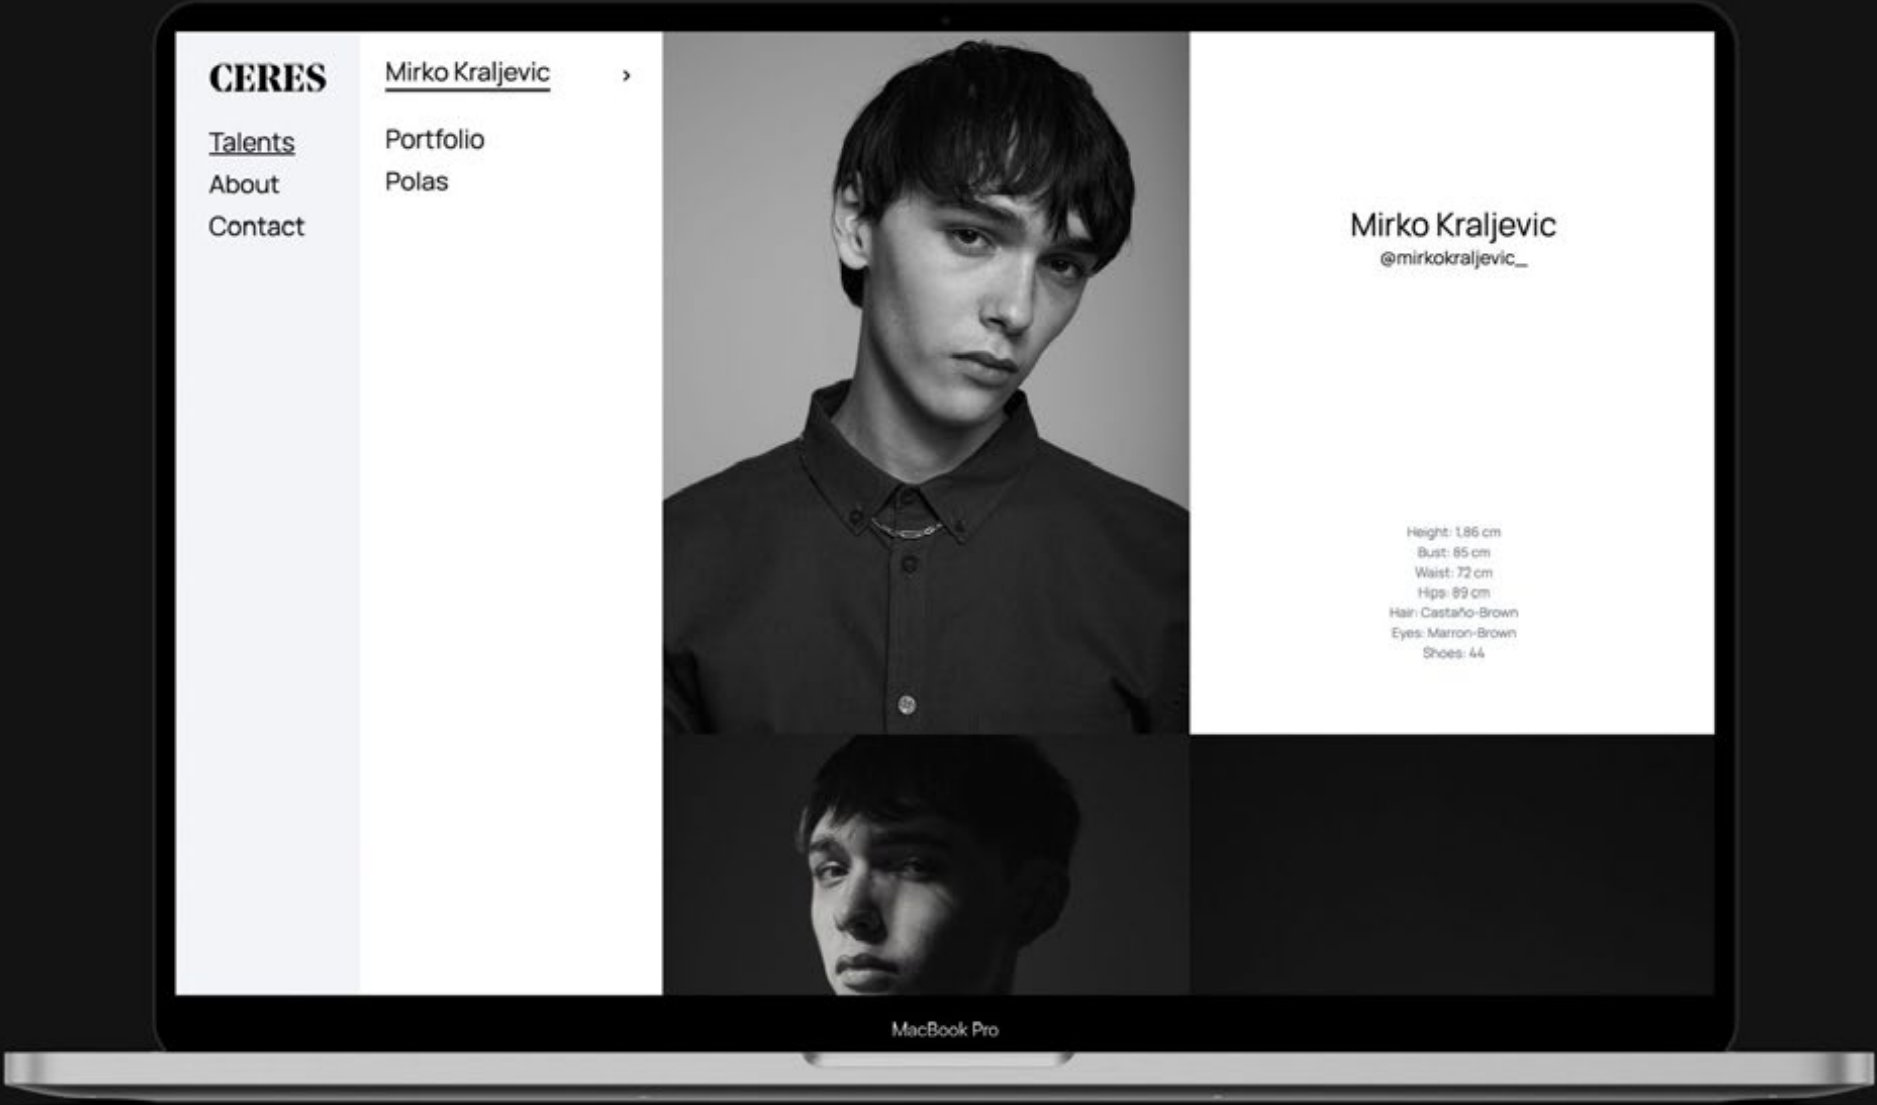 CERES
Talents
About
Contact
Mirko Kraljevic ›
Portfolio
Polas
Mirko Kraljevic
@mirkokraljevic_
Height: 1,86 cm
Bust: 85 cm
Waist: 72 cm
Hips: 89 cm
Hair: Castaño-Brown
Eyes: Marron-Brown
Shoes: 44
MacBook Pro